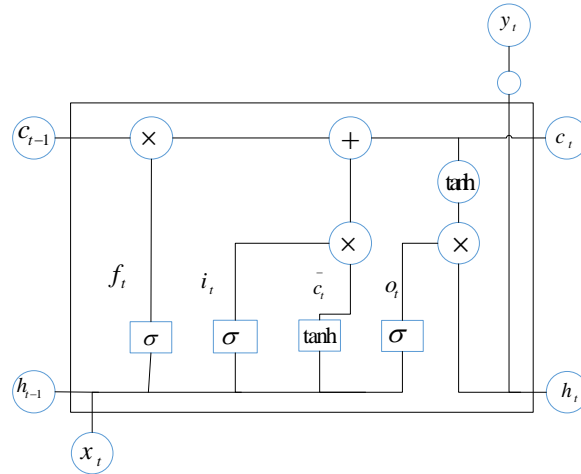 y_t
c_{t-1} × + c_t
tanh
× ×
f_t i_t c̄_t o_t
σ σ tanh σ
h_{t-1} h_t
x_t